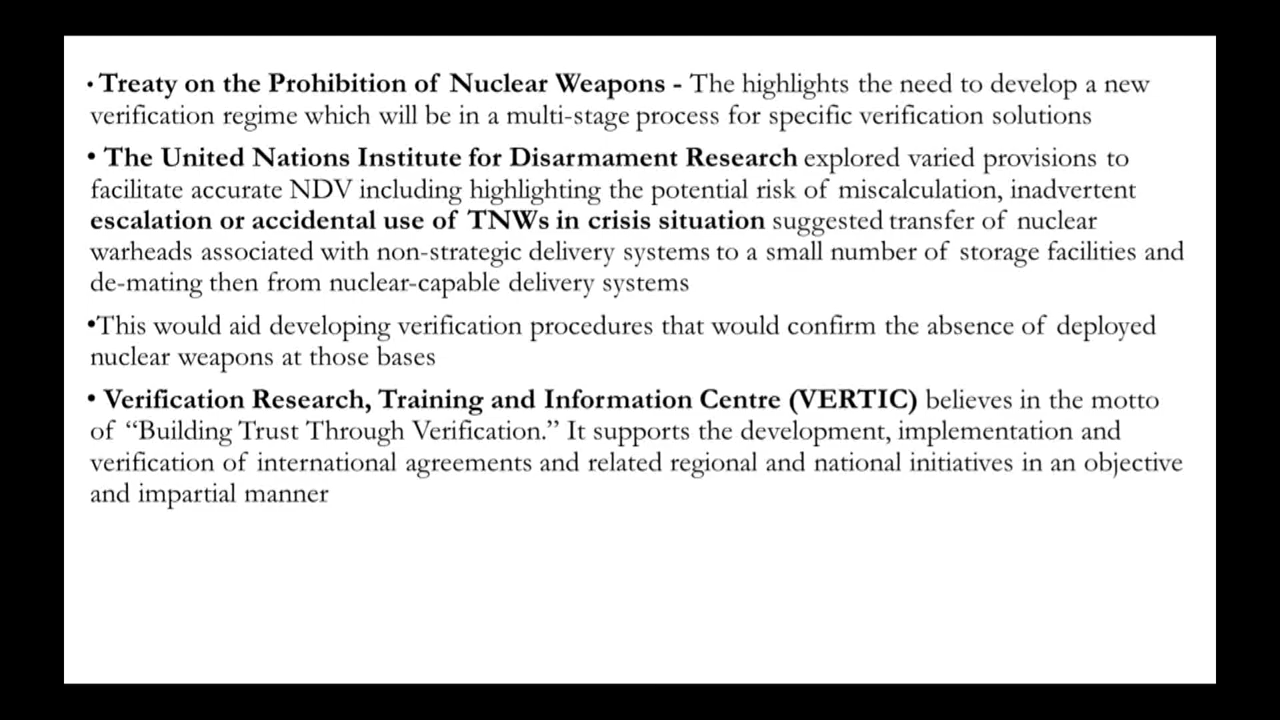 • Treaty on the Prohibition of Nuclear Weapons - The highlights the need to develop a new
verification regime which will be in a multi-stage process for specific verification solutions
• The United Nations Institute for Disarmament Research explored varied provisions to
facilitate accurate NDV including highlighting the potential risk of miscalculation, inadvertent
escalation or accidental use of TNWs in crisis situation suggested transfer of nuclear
warheads associated with non-strategic delivery systems to a small number of storage facilities and
de-mating then from nuclear-capable delivery systems
•This would aid developing verification procedures that would confirm the absence of deployed
nuclear weapons at those bases
• Verification Research, Training and Information Centre (VERTIC) believes in the motto
of “Building Trust Through Verification.” It supports the development, implementation and
verification of international agreements and related regional and national initiatives in an objective
and impartial manner